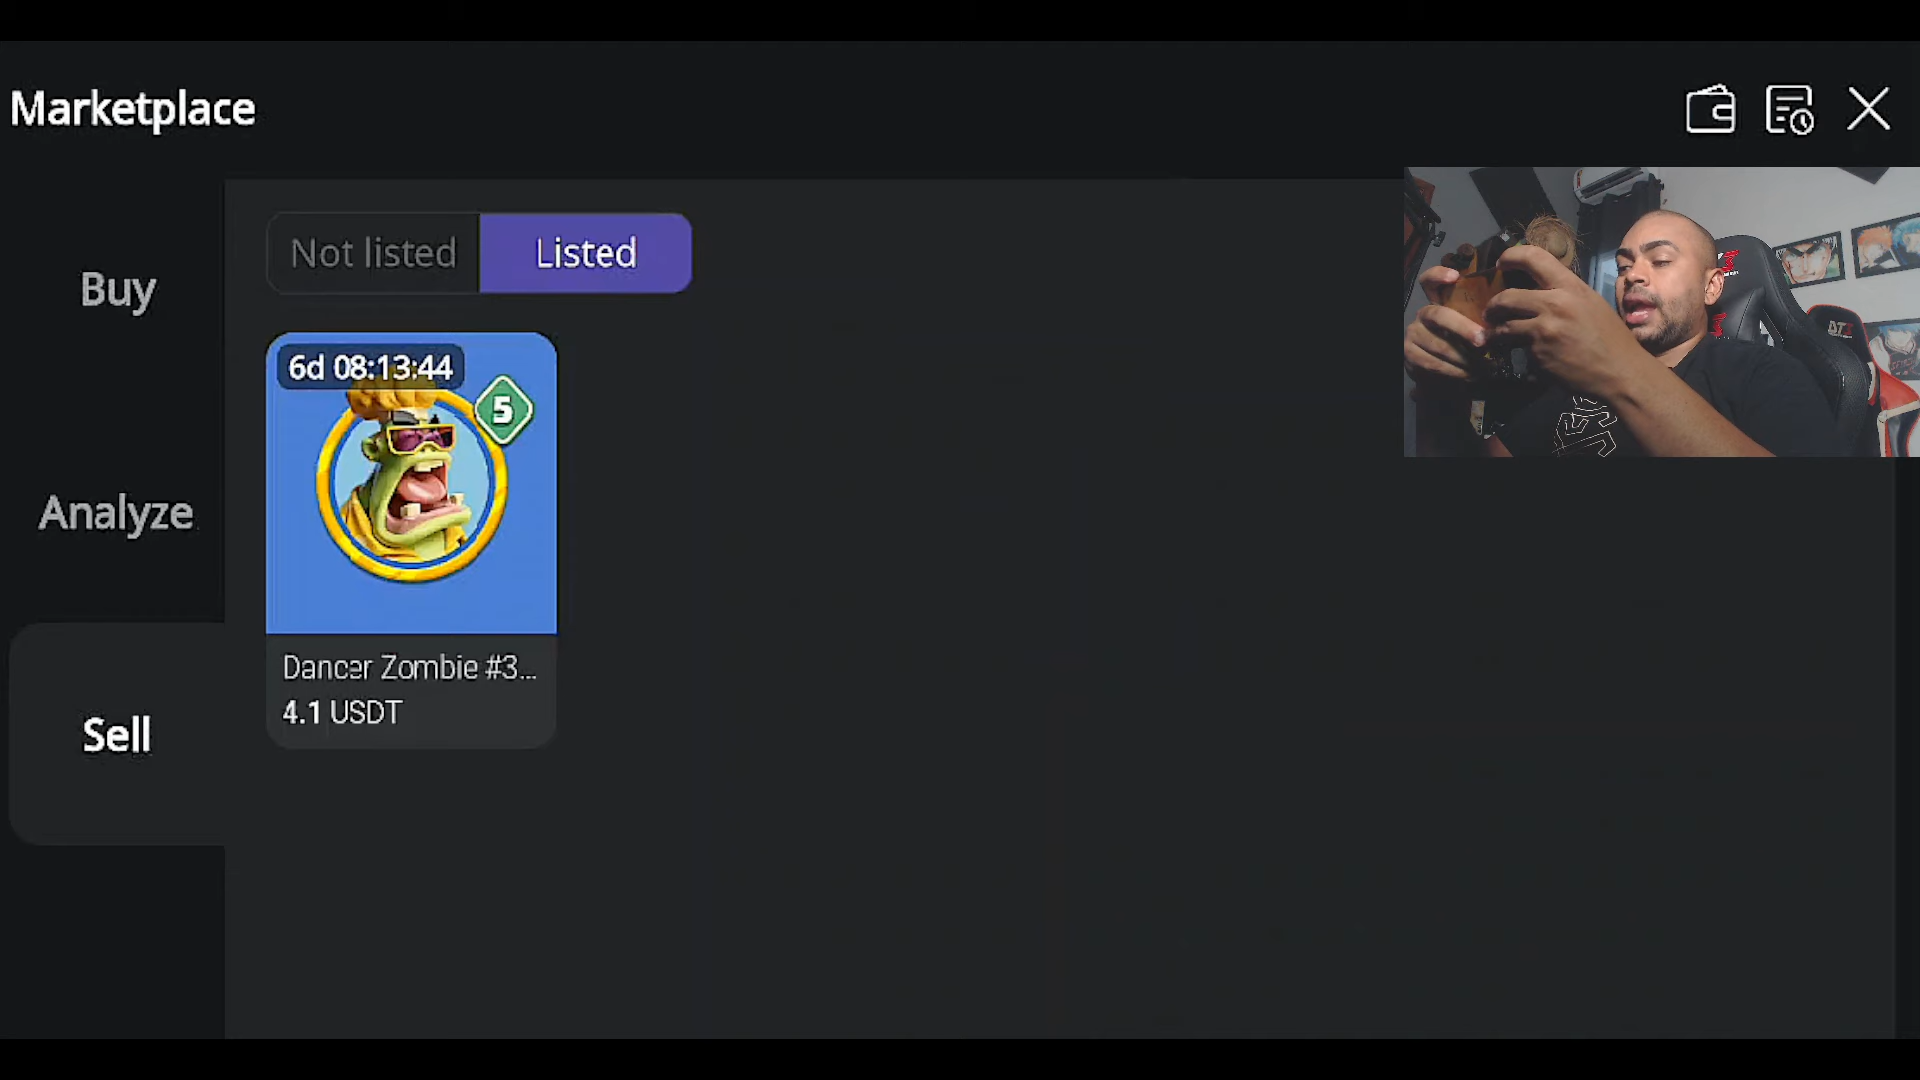 Marketplace
Buy
Analyze
Sell
Not listed
Listed
6d 08:13:44
5
Dancer Zombie #3...
4.1 USDT